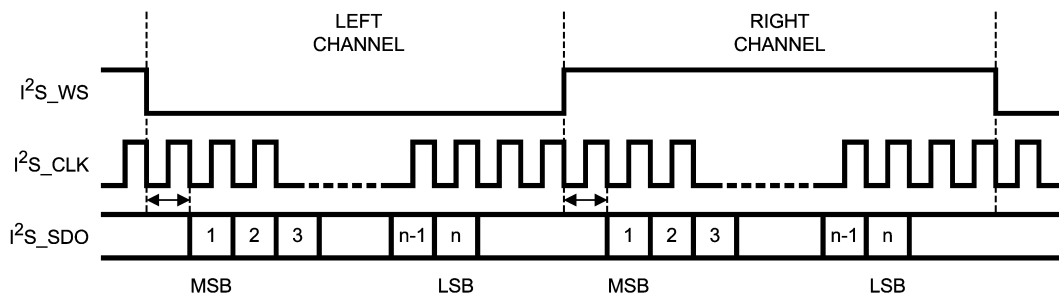 LEFT CHANNEL
RIGHT CHANNEL
I²S_WS
I²S_CLK
I²S_SDO
1 2 3 n-1 n 1 2 3 n-1 n
MSB LSB MSB LSB